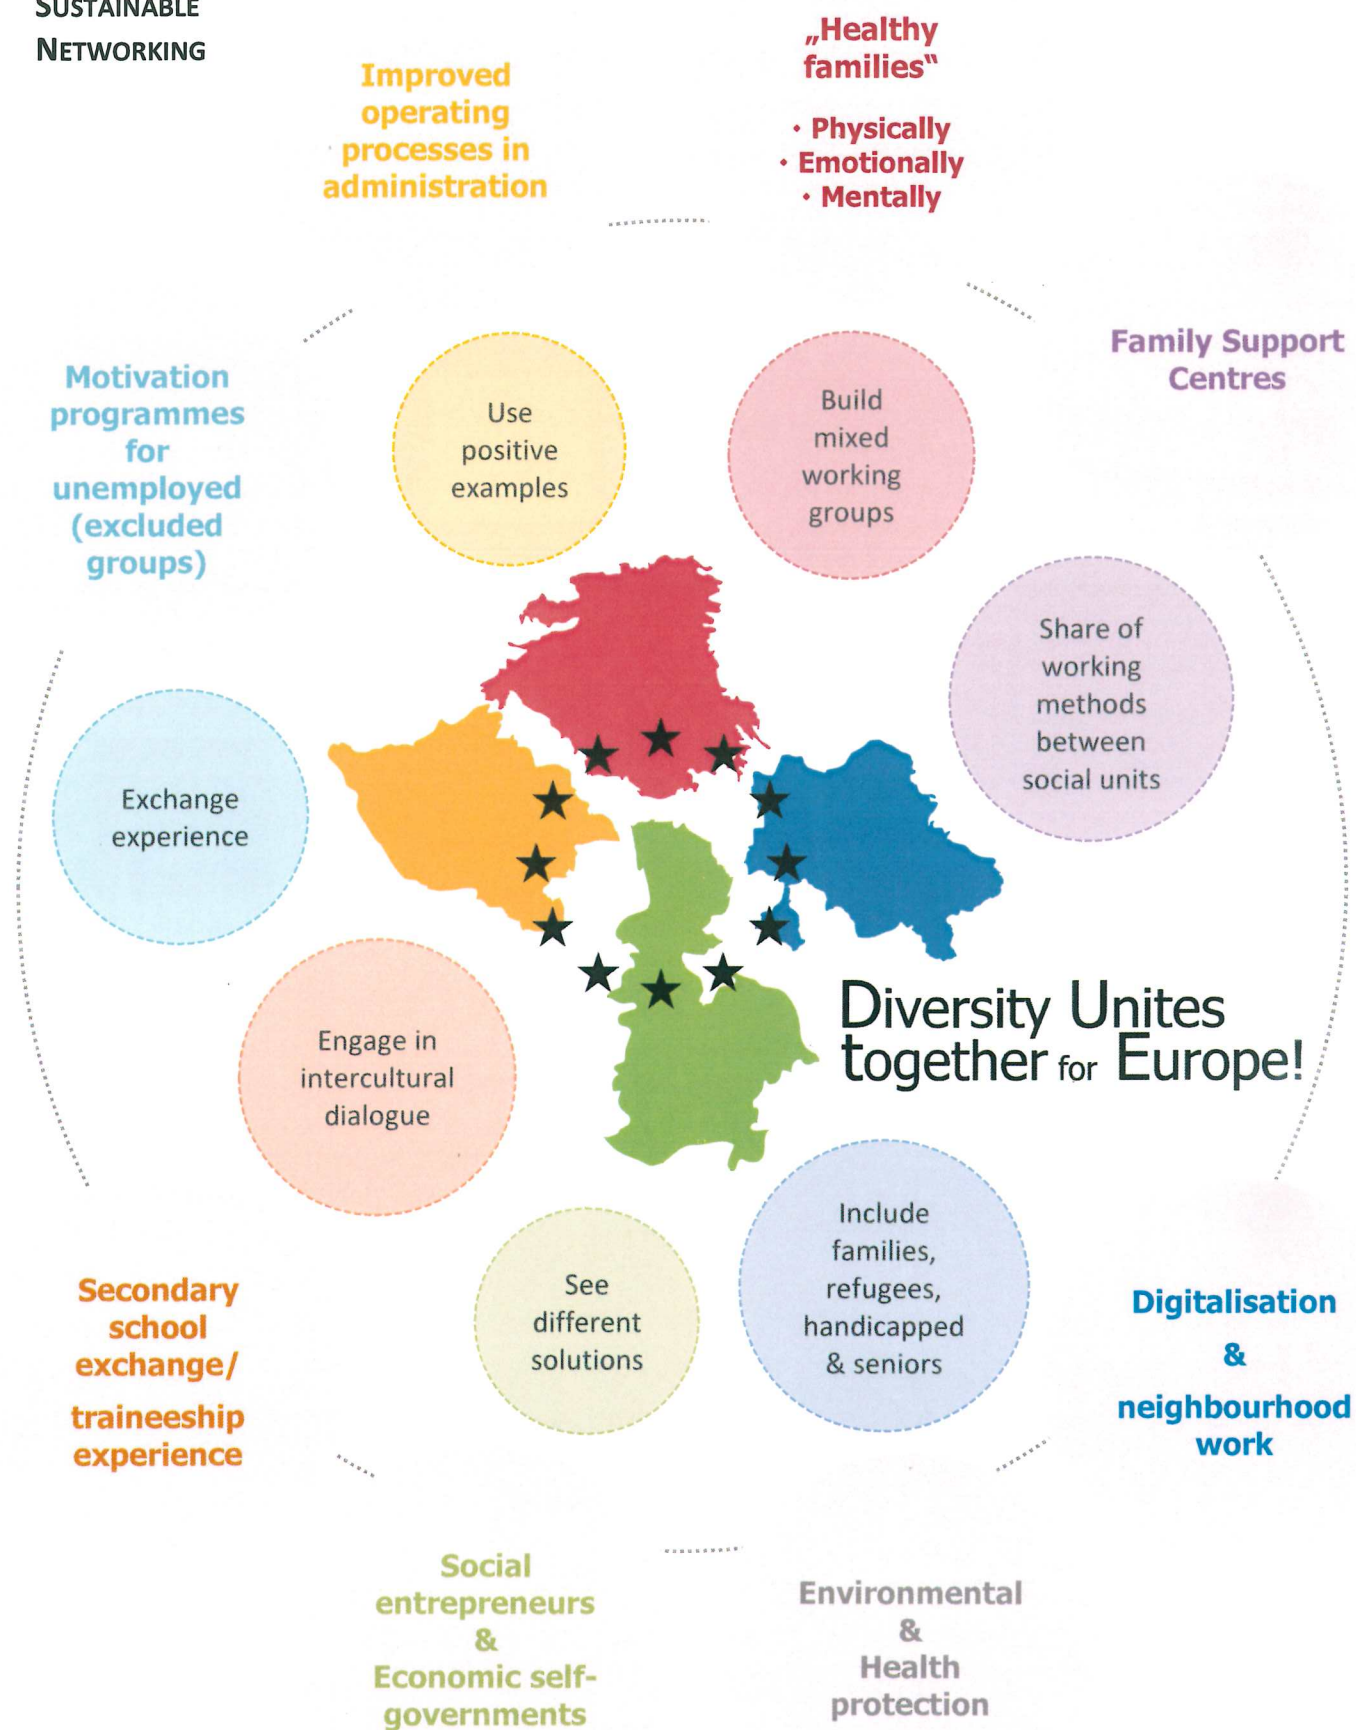 SUSTAINABLE
NETWORKING
„Healthy
families“
• Physically
• Emotionally
• Mentally
Improved
operating
processes in
administration
Family Support
Centres
Motivation
programmes
for
unemployed
(excluded
groups)
Use
positive
examples
Build
mixed
working
groups
Share of
working
methods
between
social units
Exchange
experience
Engage in
intercultural
dialogue
Diversity Unites
together for Europe!
Include
families,
refugees,
handicapped
& seniors
See
different
solutions
Secondary
school
exchange/
traineeship
experience
Digitalisation
&
neighbourhood
work
Social
entrepreneurs
&
Economic self-
governments
Environmental
&
Health
protection